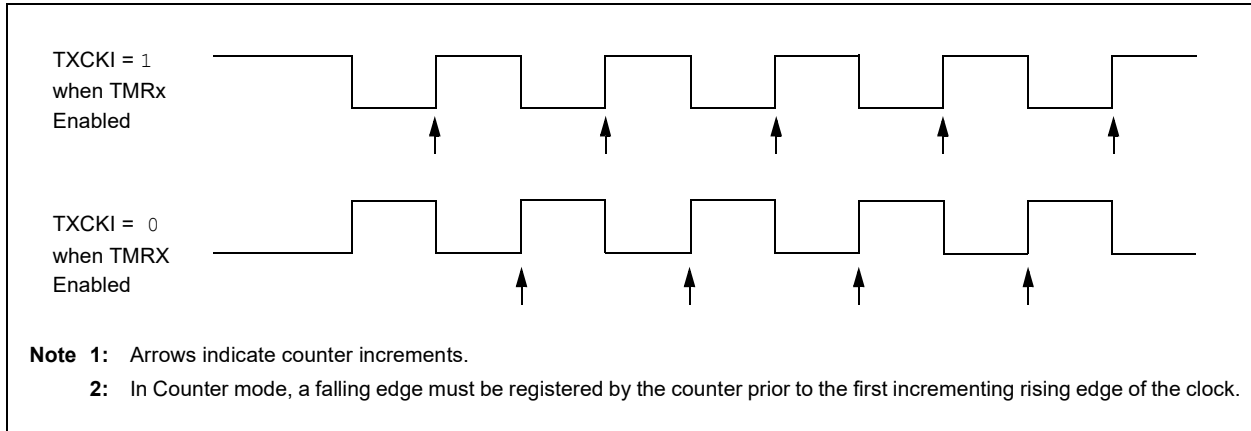 TXCKI = 1
when TMRx
Enabled
TXCKI = 0
when TMRX
Enabled
Note 1: Arrows indicate counter increments.
2: In Counter mode, a falling edge must be registered by the counter prior to the first incrementing rising edge of the clock.